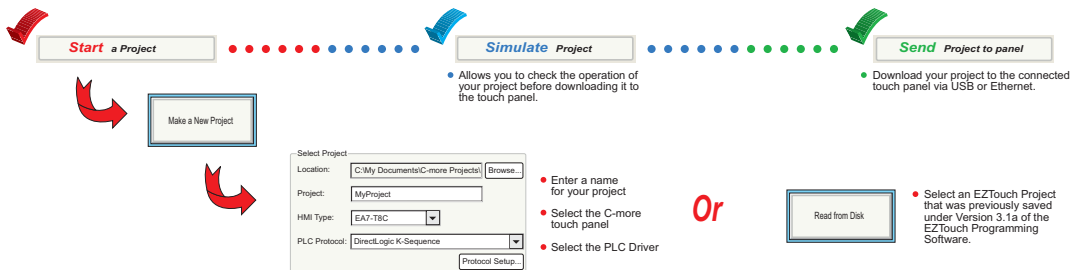 Start a Project
Simulate Project
Send Project to panel
• Allows you to check the operation of
your project before downloading it to
the touch panel.
• Download your project to the connected
touch panel via USB or Ethernet.
Make a New Project
Select Project
Location: C:\My Documents\C-more Projects\ Browse...
Project: MyProject
HMI Type: EA7-T8C
PLC Protocol: DirectLogic K-Sequence
Protocol Setup...
• Enter a name
for your project
• Select the C-more
touch panel
• Select the PLC Driver
Or
Read from Disk
• Select an EZTouch Project
that was previously saved
under Version 3.1a of the
EZTouch Programming
Software.